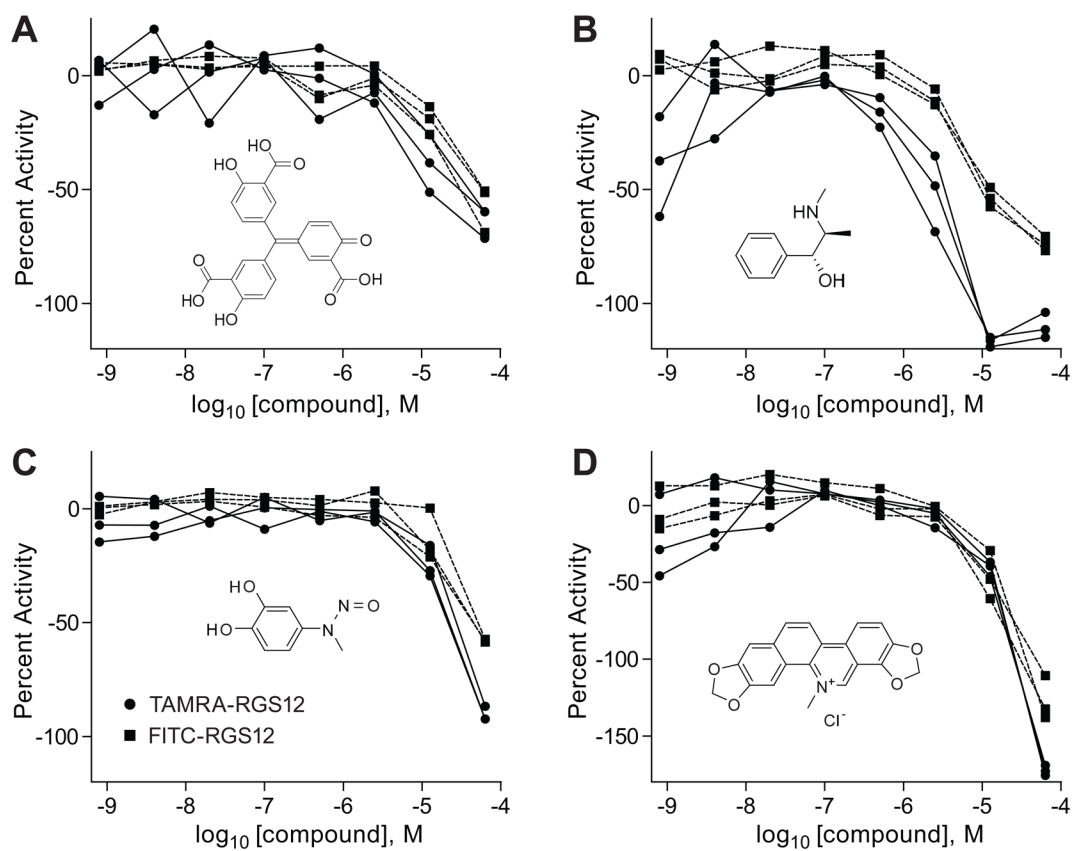 A
Percent Activity
0
-50
-100
HO
O
HO
O
O
HO
HO
O
OH
-9 -8 -7 -6 -5 -4
log10 [compound], M
B
Percent Activity
0
-50
-100
HN
OH
-9 -8 -7 -6 -5 -4
log10 [compound], M
C
Percent Activity
0
-50
-100
HO
HO
N=O
N
TAMRA-RGS12
FITC-RGS12
-9 -8 -7 -6 -5 -4
log10 [compound], M
D
Percent Activity
0
-50
-100
-150
O
O
N+
O
O
Cl-
-9 -8 -7 -6 -5 -4
log10 [compound], M